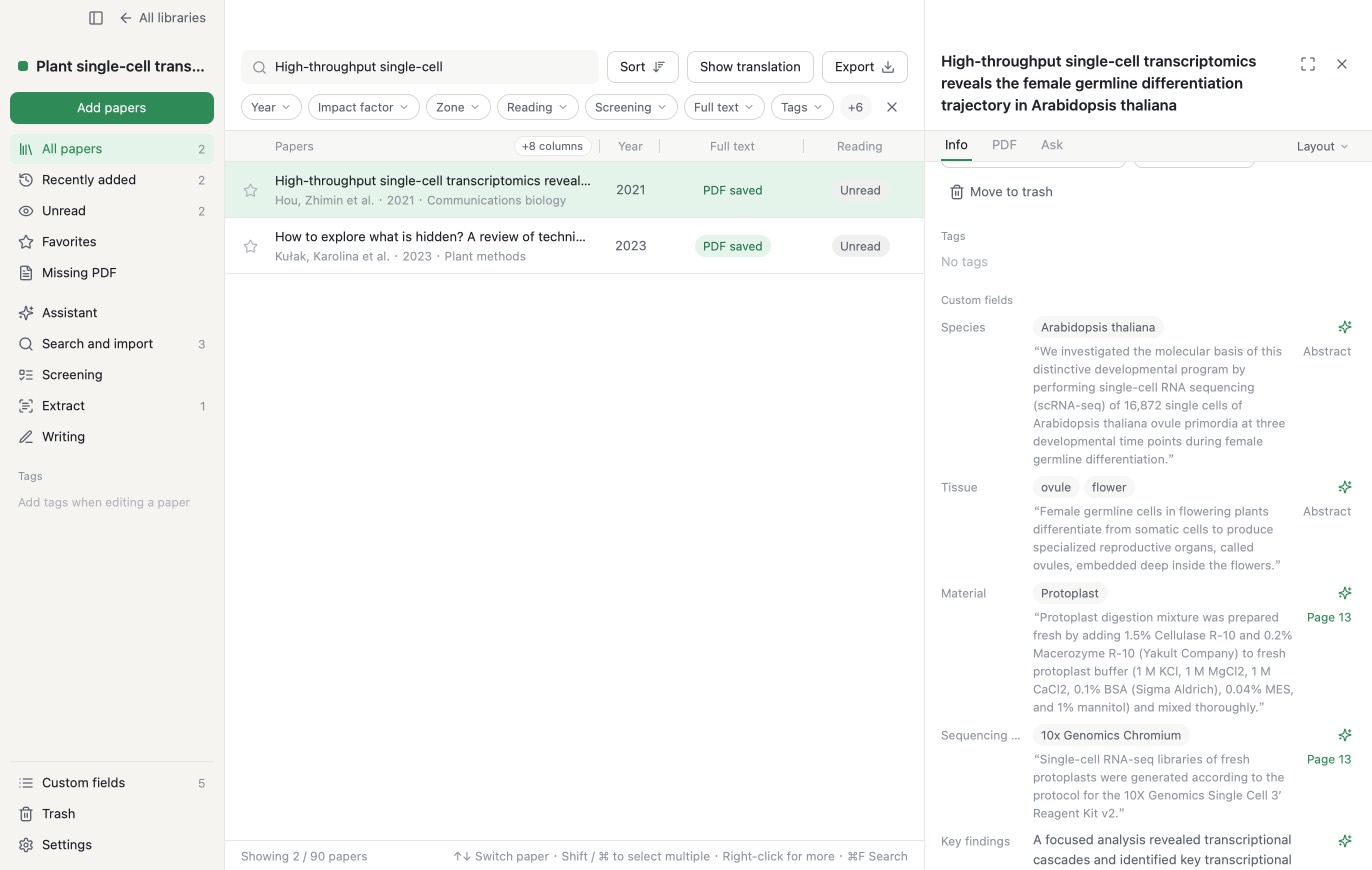 All libraries
Plant single-cell trans...
Add papers
All papers 2
Recently added 2
Unread 2
Favorites
Missing PDF
Assistant
Search and import 3
Screening
Extract 1
Writing
Tags
Add tags when editing a paper
Custom fields 5
Trash
Settings
High-throughput single-cell
Sort
Show translation
Export
Year
Impact factor
Zone
Reading
Screening
Full text
Tags
+6
Papers +8 columns Year Full text Reading
High-throughput single-cell transcriptomics reveal... 2021 PDF saved Unread
Hou, Zhimin et al. · 2021 · Communications biology
How to explore what is hidden? A review of techni... 2023 PDF saved Unread
Kułak, Karolina et al. · 2023 · Plant methods
Showing 2 / 90 papers
↑↓ Switch paper · Shift / ⌘ to select multiple · Right-click for more · ⌘F Search
High-throughput single-cell transcriptomics
reveals the female germline differentiation
trajectory in Arabidopsis thaliana
Info PDF Ask Layout
Move to trash
Tags
No tags
Custom fields
Species Arabidopsis thaliana
“We investigated the molecular basis of this Abstract
distinctive developmental program by
performing single-cell RNA sequencing
(scRNA-seq) of 16,872 single cells of
Arabidopsis thaliana ovule primordia at three
developmental time points during female
germline differentiation.”
Tissue ovule flower
“Female germline cells in flowering plants Abstract
differentiate from somatic cells to produce
specialized reproductive organs, called
ovules, embedded deep inside the flowers.”
Material Protoplast
“Protoplast digestion mixture was prepared Page 13
fresh by adding 1.5% Cellulase R-10 and 0.2%
Macerozyme R-10 (Yakult Company) to fresh
protoplast buffer (1 M KCl, 1 M MgCl2, 1 M
CaCl2, 0.1% BSA (Sigma Aldrich), 0.04% MES,
and 1% mannitol) and mixed thoroughly.”
Sequencing ... 10x Genomics Chromium
“Single-cell RNA-seq libraries of fresh Page 13
protoplasts were generated according to the
protocol for the 10X Genomics Single Cell 3′
Reagent Kit v2.”
Key findings A focused analysis revealed transcriptional
cascades and identified key transcriptional